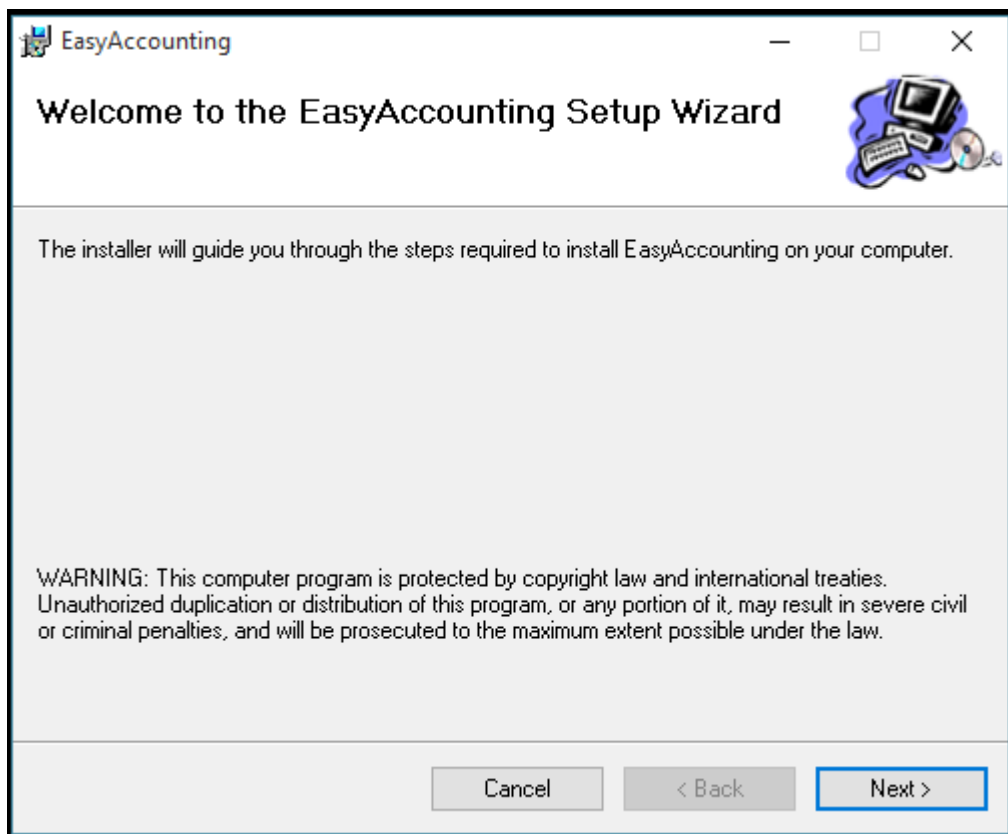 EasyAccounting
Welcome to the EasyAccounting Setup Wizard
The installer will guide you through the steps required to install EasyAccounting on your computer.
WARNING: This computer program is protected by copyright law and international treaties.
Unauthorized duplication or distribution of this program, or any portion of it, may result in severe civil
or criminal penalties, and will be prosecuted to the maximum extent possible under the law.
Cancel
< Back
Next >